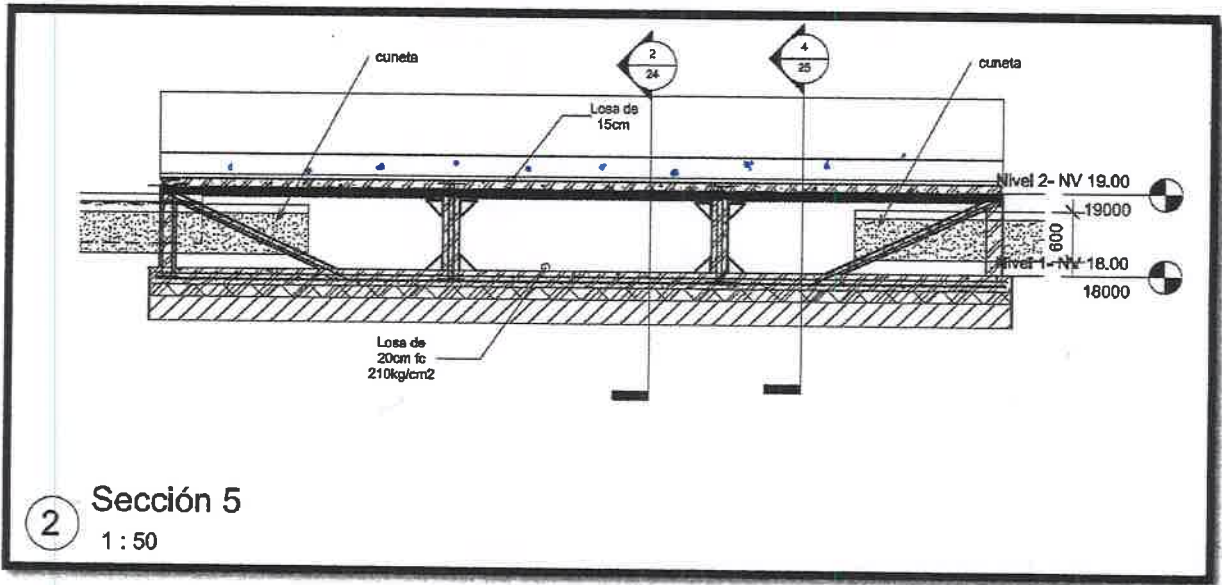 cuneta
2
24
4
25
cuneta
Losa de
15cm
Nivel 2- NV 19.00
19000
600
Nivel 1- NV 18.00
18000
Losa de
20cm fc
210kg/cm2
2
Sección 5
1 : 50